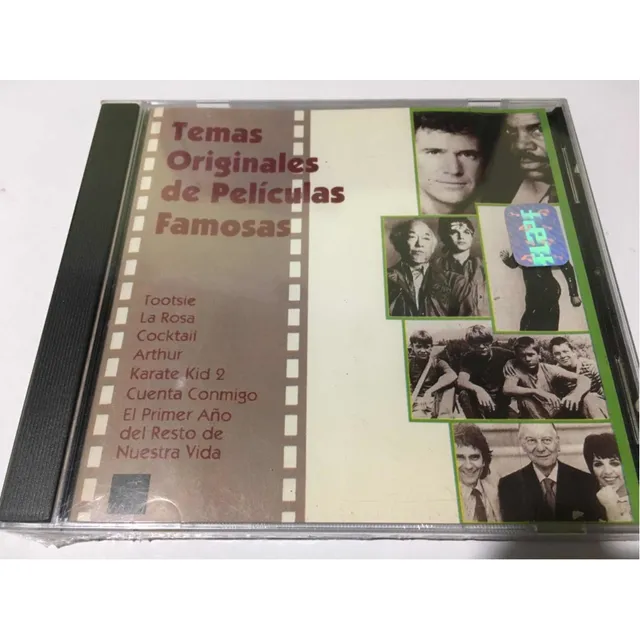 Temas
Originales
de Películas
Famosas
Tootsie
La Rosa
Cocktail
Arthur
Karate Kid 2
Cuenta Conmigo
El Primer Año
del Resto de
Nuestra Vida